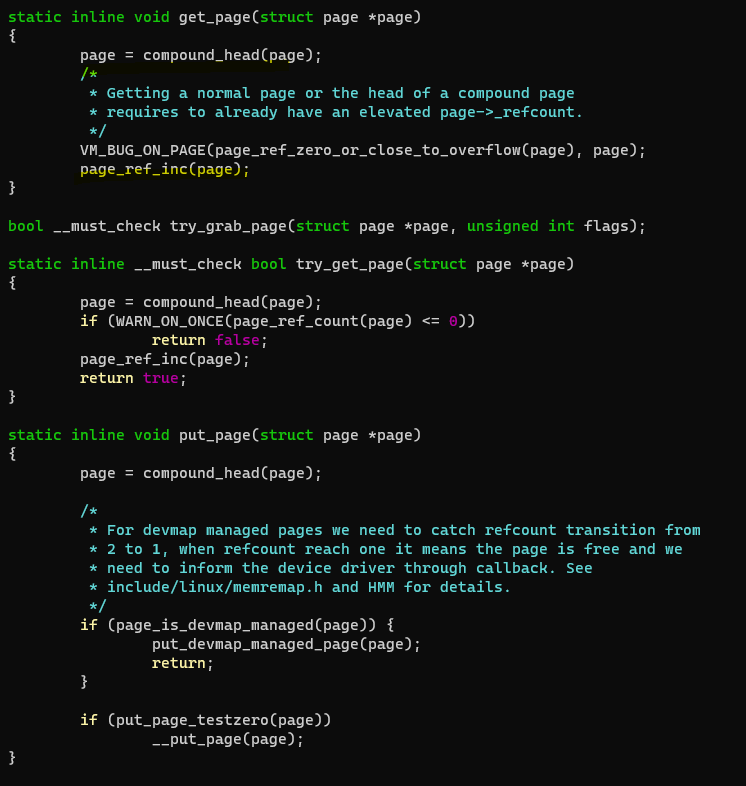 static inline void get_page(struct page *page)
{
        page = compound_head(page);
        /*
         * Getting a normal page or the head of a compound page
         * requires to already have an elevated page->_refcount.
         */
        VM_BUG_ON_PAGE(page_ref_zero_or_close_to_overflow(page), page);
        page_ref_inc(page);
}

bool __must_check try_grab_page(struct page *page, unsigned int flags);

static inline __must_check bool try_get_page(struct page *page)
{
        page = compound_head(page);
        if (WARN_ON_ONCE(page_ref_count(page) <= 0))
                return false;
        page_ref_inc(page);
        return true;
}

static inline void put_page(struct page *page)
{
        page = compound_head(page);

        /*
         * For devmap managed pages we need to catch refcount transition from
         * 2 to 1, when refcount reach one it means the page is free and we
         * need to inform the device driver through callback. See
         * include/linux/memremap.h and HMM for details.
         */
        if (page_is_devmap_managed(page)) {
                put_devmap_managed_page(page);
                return;
        }

        if (put_page_testzero(page))
                __put_page(page);
}